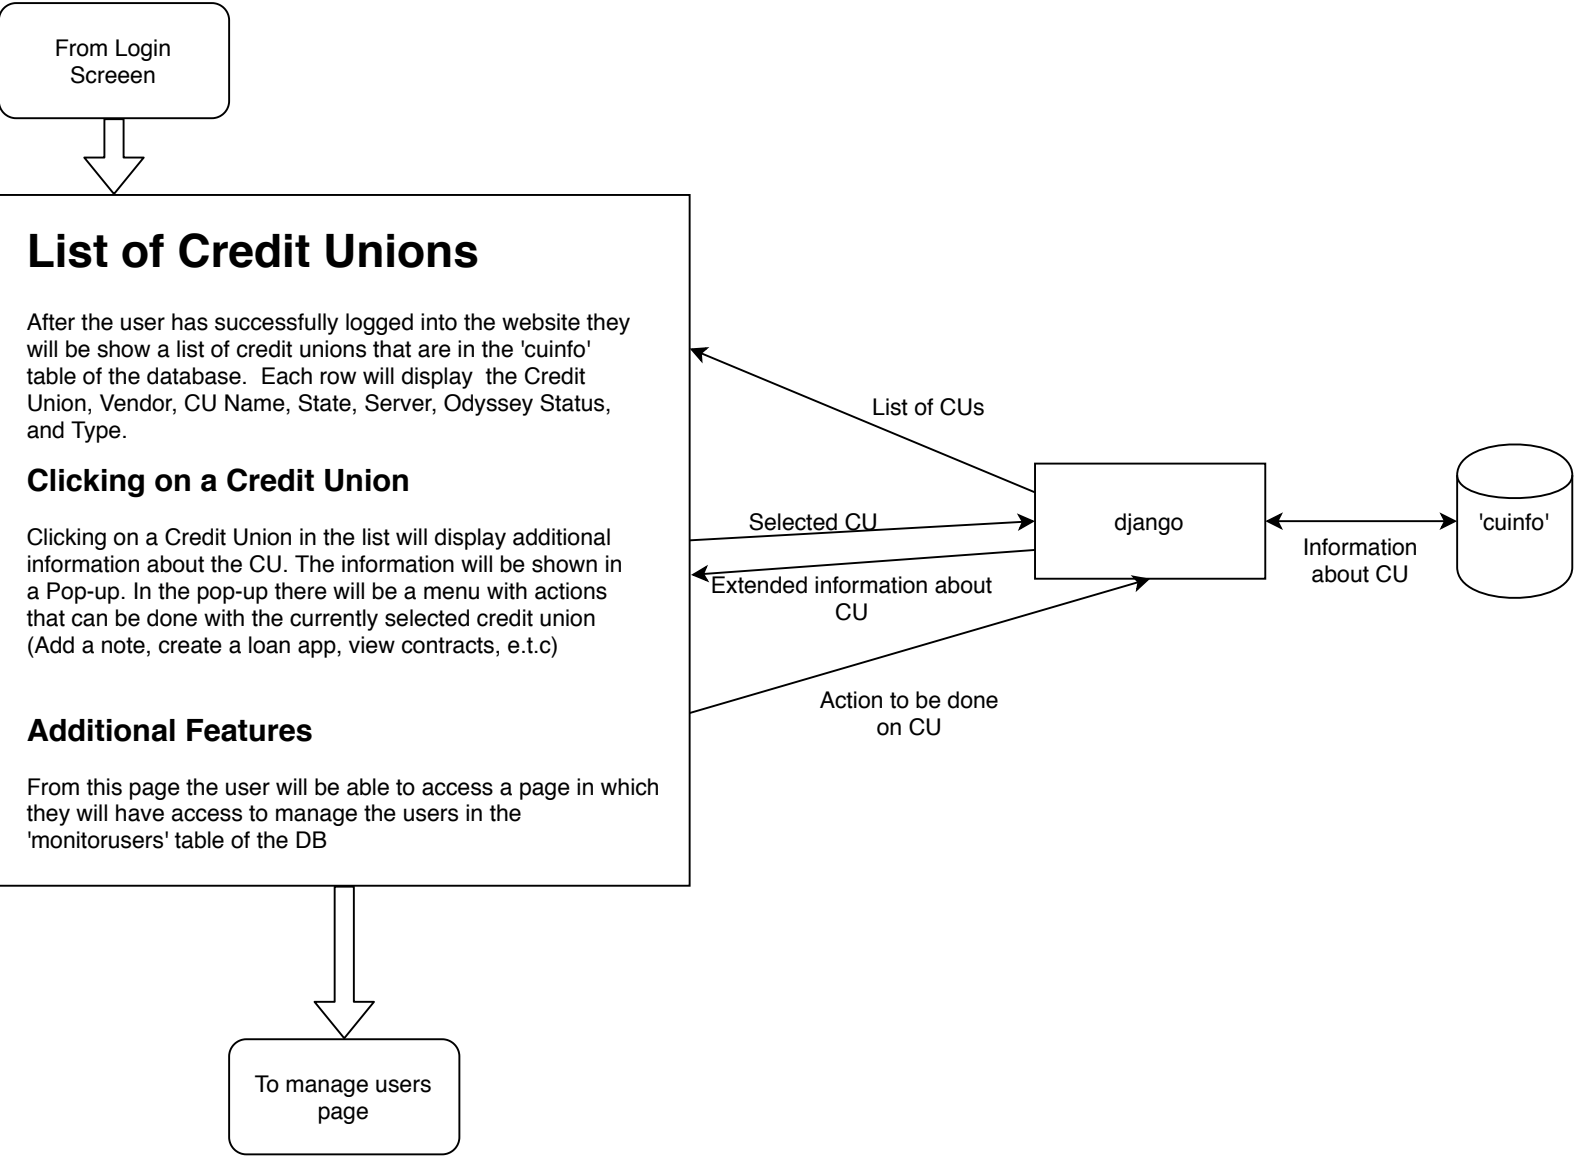 From Login
Screeen
List of Credit Unions
After the user has successfully logged into the website they
will be show a list of credit unions that are in the 'cuinfo'
table of the database.  Each row will display  the Credit
Union, Vendor, CU Name, State, Server, Odyssey Status,
and Type.
Clicking on a Credit Union
Clicking on a Credit Union in the list will display additional
information about the CU. The information will be shown in
a Pop-up. In the pop-up there will be a menu with actions
that can be done with the currently selected credit union
(Add a note, create a loan app, view contracts, e.t.c)
Additional Features
From this page the user will be able to access a page in which
they will have access to manage the users in the
'monitorusers' table of the DB
List of CUs
Selected CU
Extended information about
CU
Action to be done
on CU
django
Information
about CU
'cuinfo'
To manage users
page